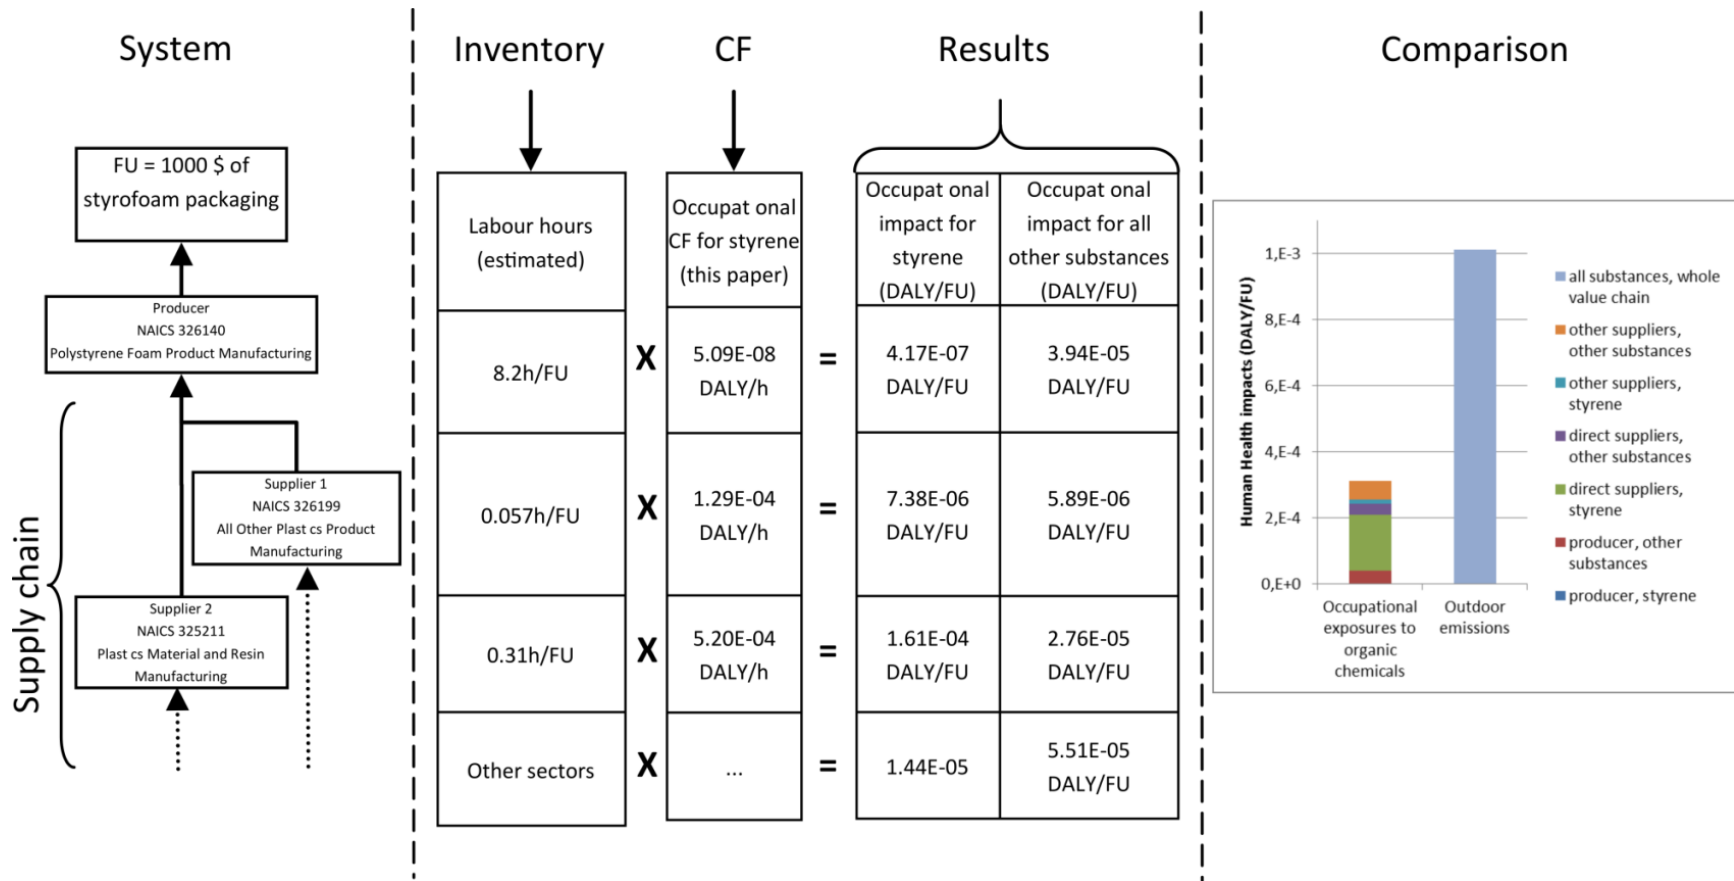 System
Inventory
CF
Results
Comparison
FU = 1000 $ of
styrofoam packaging
Producer
NAICS 326140
Polystyrene Foam Product Manufacturing
Supplier 1
NAICS 326199
All Other Plast cs Product
Manufacturing
Supplier 2
NAICS 325211
Plast cs Material and Resin
Manufacturing
Supply chain
Labour hours
(estimated)
Occupat onal
CF for styrene
(this paper)
Occupat onal
impact for
styrene
(DALY/FU)
Occupat onal
impact for all
other substances
(DALY/FU)
8.2h/FU
X
5.09E-08
DALY/h
=
4.17E-07
DALY/FU
3.94E-05
DALY/FU
0.057h/FU
X
1.29E-04
DALY/h
=
7.38E-06
DALY/FU
5.89E-06
DALY/FU
0.31h/FU
X
5.20E-04
DALY/h
=
1.61E-04
DALY/FU
2.76E-05
DALY/FU
Other sectors
X
...
=
1.44E-05
5.51E-05
DALY/FU
Human Health impacts (DALY/FU)
1,E-3
8,E-4
6,E-4
4,E-4
2,E-4
0,E+0
Occupational
exposures to
organic
chemicals
Outdoor
emissions
all substances, whole
value chain
other suppliers,
other substances
other suppliers,
styrene
direct suppliers,
other substances
direct suppliers,
styrene
producer, other
substances
producer, styrene